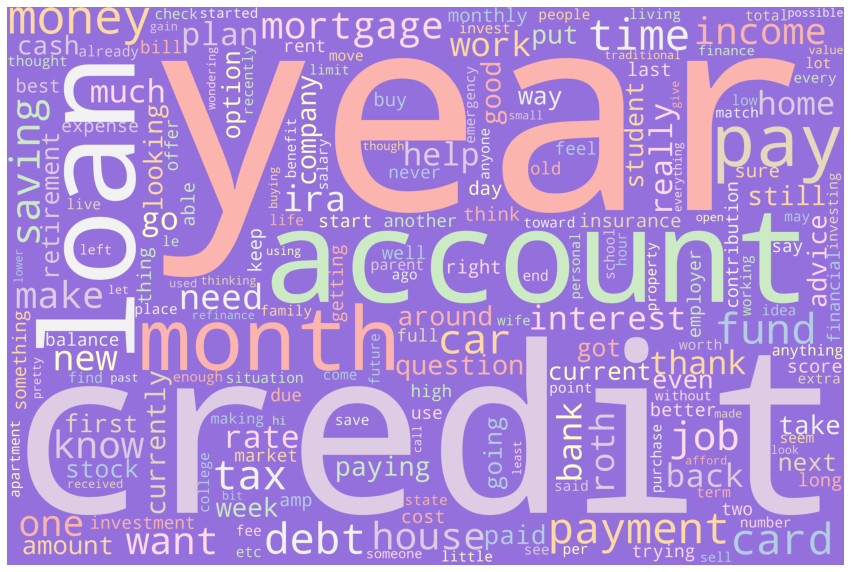 money
gain
check
started
bill
already
cash
thought
saving
best
much
expense
looking
retirement
offer
live
go
able
left
le
lower
let
thing
make
loan
year
wondering
recently
plan
rent
move
limit
mortgage
option
buying
benefit
salary
company
ira
monthly
invest
work
put
people
living
time
finance
traditional
income
total
possible
value
lot
every
last
way
good
buy
help
never
though
emergency
small
anyone
day
feel
old
student
really
give
everything
low
match
home
pay
sure
still
life
start
another
think
toward
insurance
contribution
open
may
say
advice
financial
investing
keep
using
used
thinking
place
need
getting
refinance
family
account
well
parent
ago
right
end
personal
school
hour
property
employer
working
idea
month
around
full
wife
car
question
interest
fund
something
balance
new
pretty
find
past
enough
situation
come
future
high
due
got
current
worth
thank
even
anything
score
extra
point
without
better
made
seem
look
credit
apartment
first
currently
know
stock
received
making
hi
save
rate
market
college
tax
bit
week
amp
paying
use
call
going
least
bank
said
roth
purchase
job
afford
back
term
take
next
long
one
investment
amount
want
fee
etc
state
cost
debt
someone
house
little
paid
see
payment
per
trying
two
number
sell
card